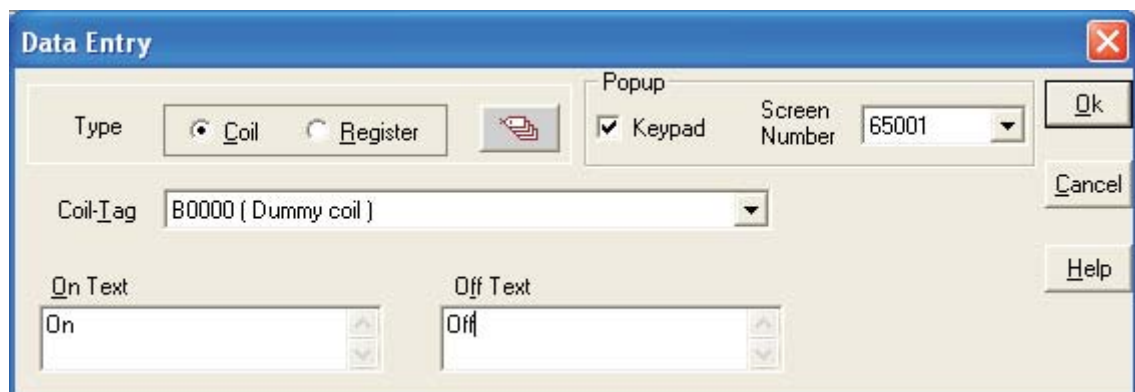 Data Entry
Popup
Type
Coil
Register
Keypad
Screen
Number
65001
Ok
Coil-Tag
B0000 ( Dummy coil )
Cancel
On Text
Off Text
Help
On
Off